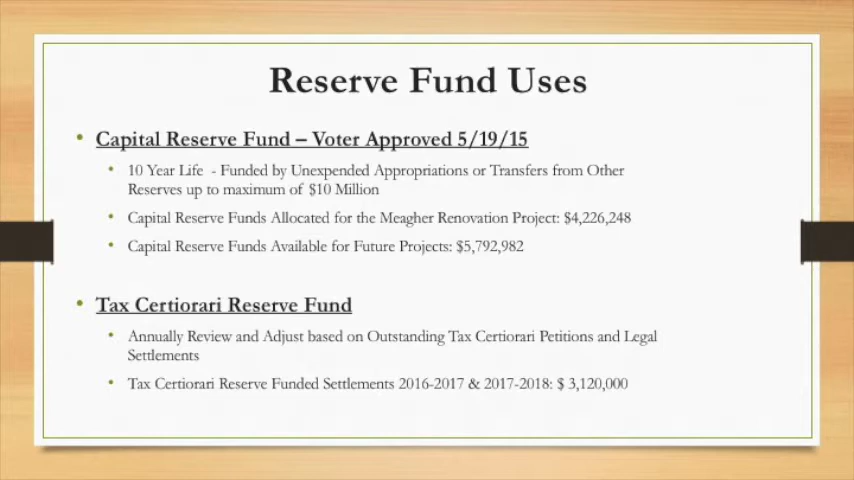 Reserve Fund Uses
• Capital Reserve Fund – Voter Approved 5/19/15
• 10 Year Life - Funded by Unexpended Appropriations or Transfers from Other
Reserves up to maximum of $10 Million
• Capital Reserve Funds Allocated for the Meagher Renovation Project: $4,226,248
• Capital Reserve Funds Available for Future Projects: $5,792,982
• Tax Certiorari Reserve Fund
• Annually Review and Adjust based on Outstanding Tax Certiorari Petitions and Legal
Settlements
• Tax Certiorari Reserve Funded Settlements 2016-2017 & 2017-2018: $ 3,120,000